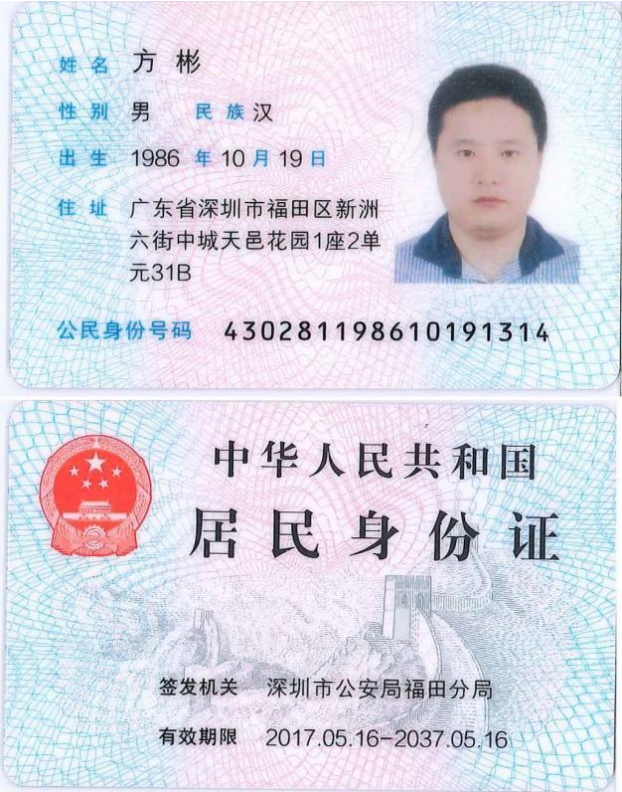 姓名 方彬
性别 男 民族 汉
出生 1986 年 10 月 19 日
住址 广东省深圳市福田区新洲
六街中城天邑花园1座2单
元31B
公民身份号码 430281198610191314
中华人民共和国
居民身份证
签发机关 深圳市公安局福田分局
有效期限 2017.05.16-2037.05.16